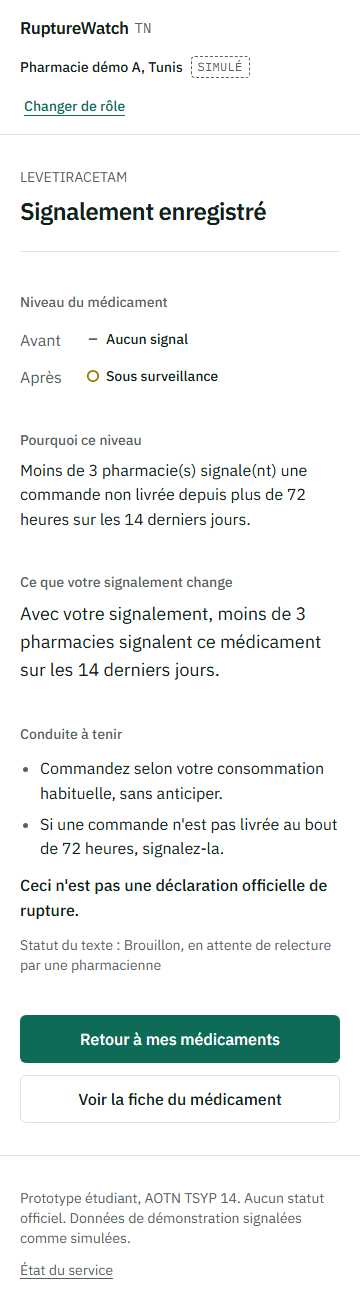 RuptureWatch TN
Pharmacie démo A, Tunis SIMULÉ
Changer de rôle
LEVETIRACETAM
Signalement enregistré
Niveau du médicament
Avant – Aucun signal
Après Sous surveillance
Pourquoi ce niveau
Moins de 3 pharmacie(s) signale(nt) une
commande non livrée depuis plus de 72
heures sur les 14 derniers jours.
Ce que votre signalement change
Avec votre signalement, moins de 3
pharmacies signalent ce médicament
sur les 14 derniers jours.
Conduite à tenir
• Commandez selon votre consommation
habituelle, sans anticiper.
• Si une commande n'est pas livrée au bout
de 72 heures, signalez-la.
Ceci n'est pas une déclaration officielle de
rupture.
Statut du texte : Brouillon, en attente de relecture
par une pharmacienne
Retour à mes médicaments
Voir la fiche du médicament
Prototype étudiant, AOTN TSYP 14. Aucun statut
officiel. Données de démonstration signalées
comme simulées.
État du service